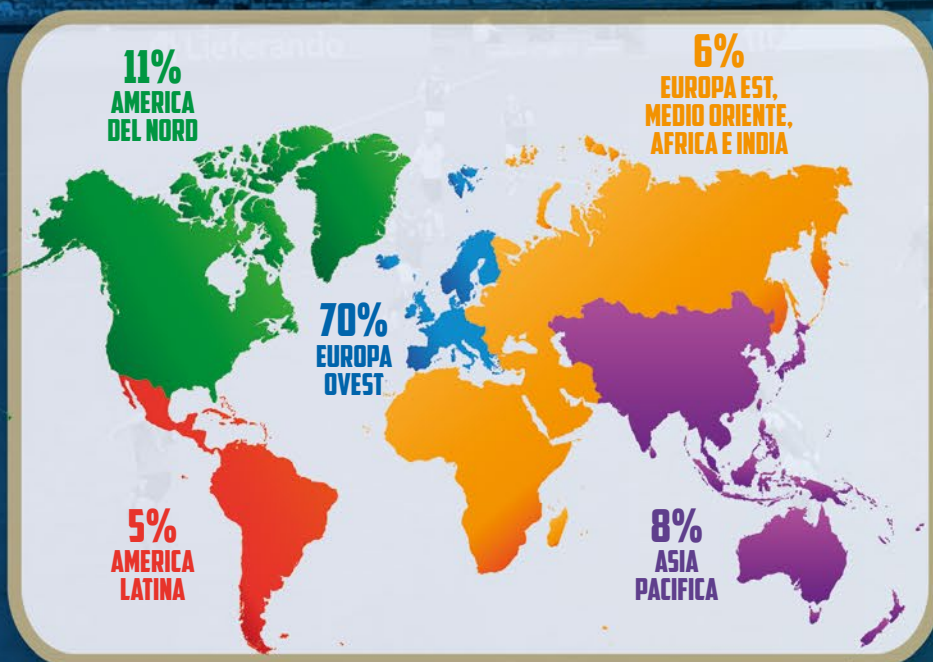 Lieferando
11%
AMERICA
DEL NORD
6%
EUROPA EST,
MEDIO ORIENTE,
AFRICA E INDIA
70%
EUROPA
OVEST
5%
AMERICA
LATINA
8%
ASIA
PACIFICA